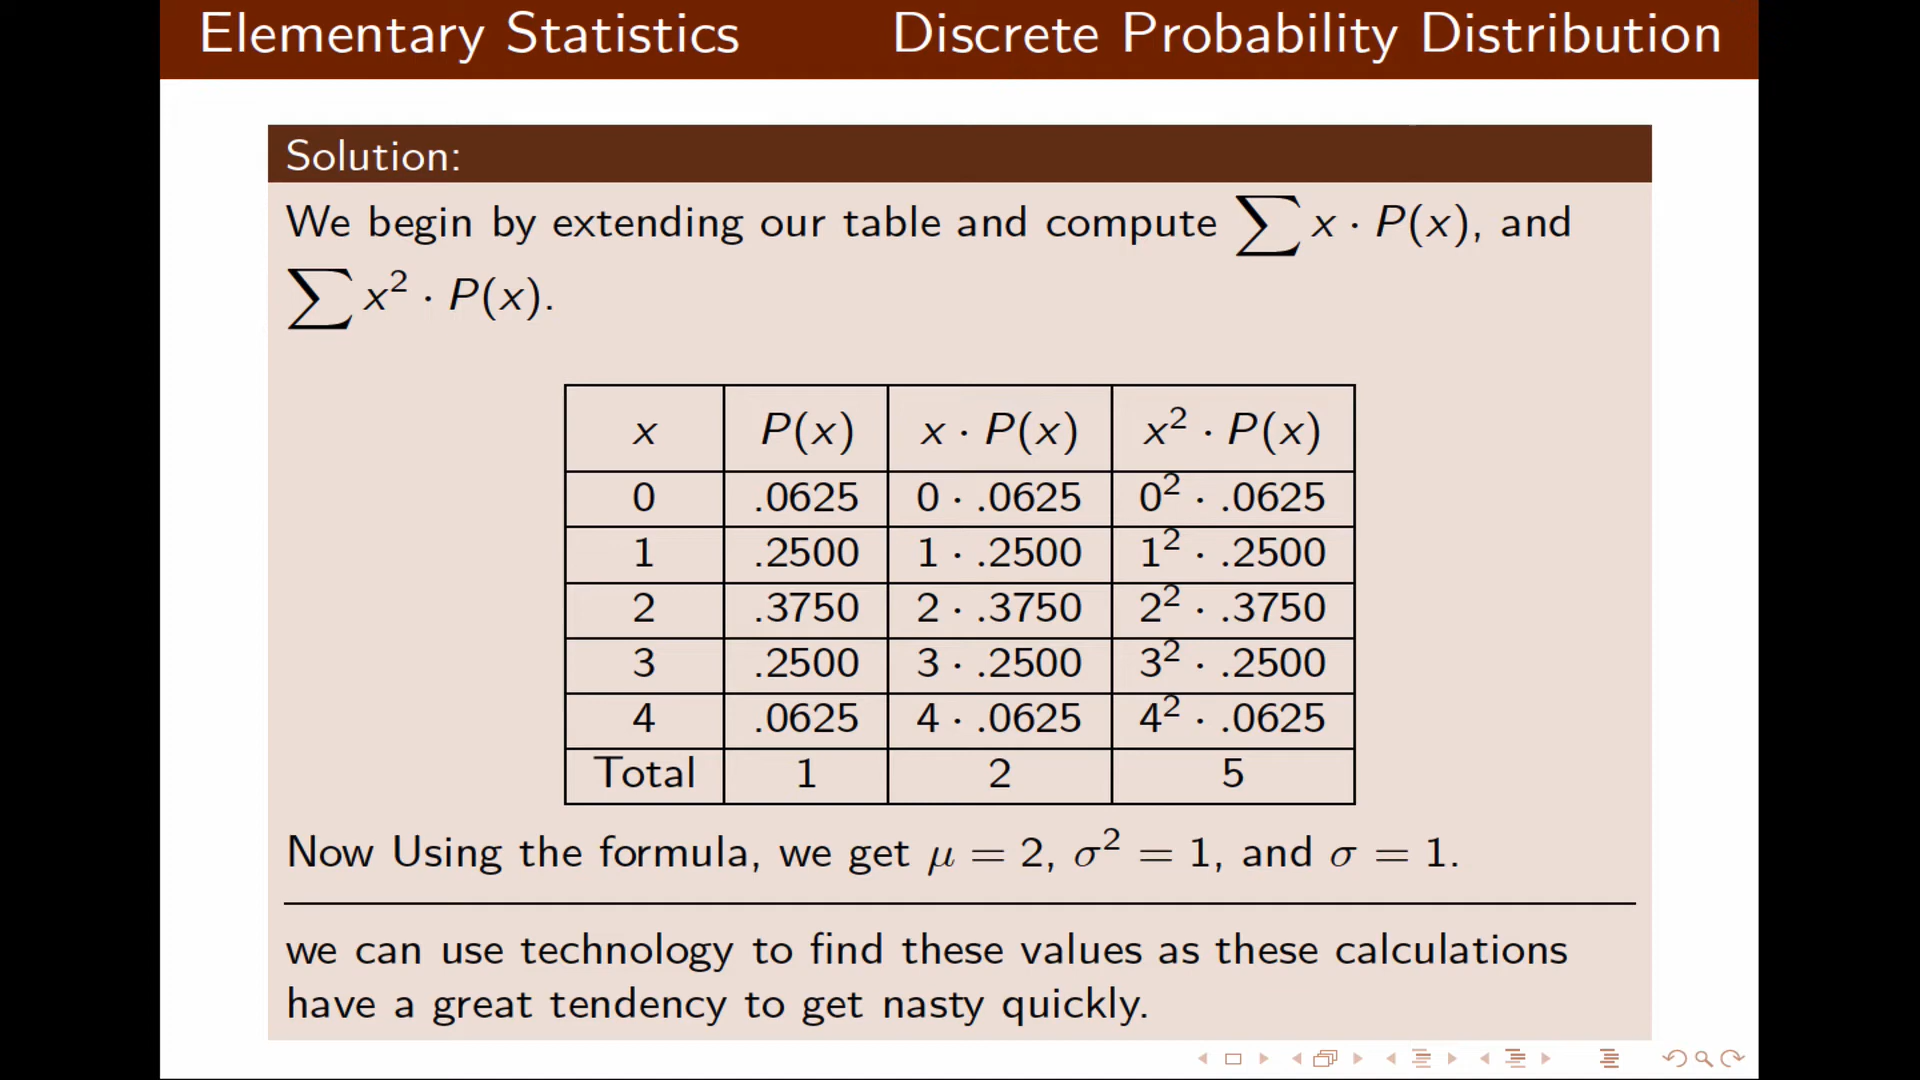 Elementary Statistics Discrete Probability Distribution
Solution:
We begin by extending our table and compute ∑ x · P(x), and
∑ x² · P(x).
x P(x) x · P(x) x² · P(x)
0 .0625 0 · .0625 0² · .0625
1 .2500 1 · .2500 1² · .2500
2 .3750 2 · .3750 2² · .3750
3 .2500 3 · .2500 3² · .2500
4 .0625 4 · .0625 4² · .0625
Total 1 2 5
Now Using the formula, we get μ = 2, σ² = 1, and σ = 1.
we can use technology to find these values as these calculations
have a great tendency to get nasty quickly.